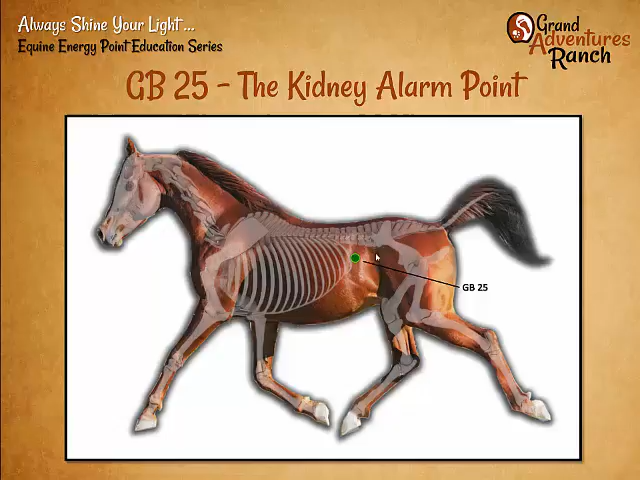 Always Shine Your Light...
Equine Energy Point Education Series
Grand
Adventures
Ranch
GB 25 - The Kidney Alarm Point
GB 25